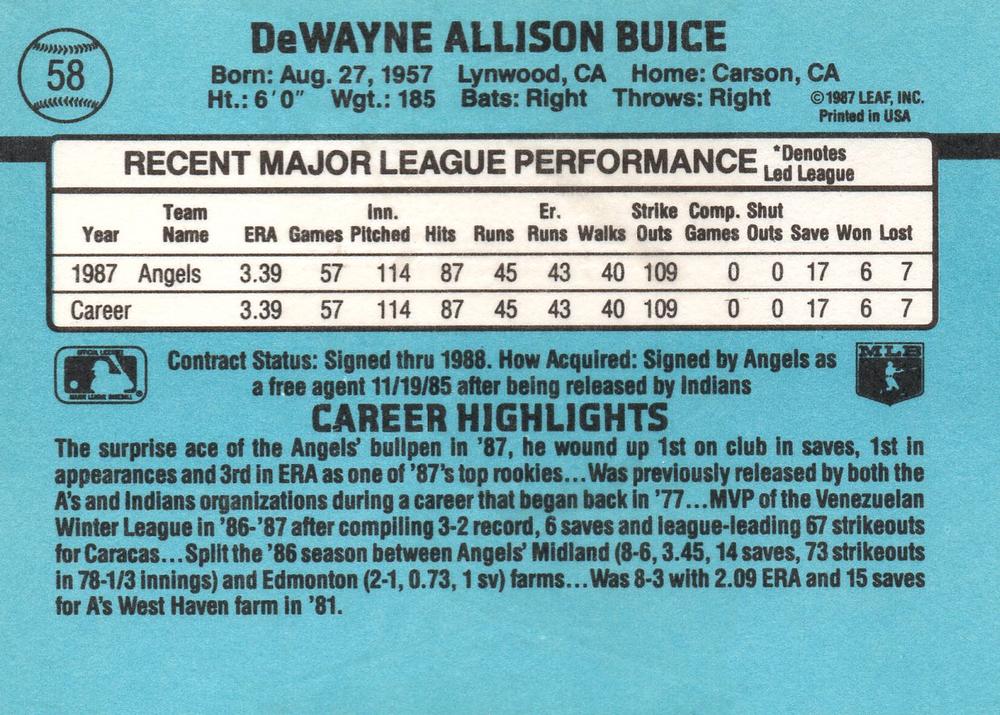 58
DeWAYNE ALLISON BUICE
Born: Aug. 27, 1957 Lynwood, CA Home: Carson, CA
Ht.: 6'0" Wgt.: 185 Bats: Right Throws: Right
©1987 LEAF, INC.
Printed in USA
RECENT MAJOR LEAGUE PERFORMANCE *Denotes Led League
Year Team Name ERA Games Inn. Pitched Hits Runs Er. Runs Walks Strike Outs Comp. Games Shut Outs Save Won Lost
1987 Angels 3.39 57 114 87 45 43 40 109 0 0 17 6 7
Career 3.39 57 114 87 45 43 40 109 0 0 17 6 7
Contract Status: Signed thru 1988. How Acquired: Signed by Angels as
a free agent 11/19/85 after being released by Indians
MLB
CAREER HIGHLIGHTS
The surprise ace of the Angels' bullpen in '87, he wound up 1st on club in saves, 1st in
appearances and 3rd in ERA as one of '87's top rookies...Was previously released by both the
A's and Indians organizations during a career that began back in '77...MVP of the Venezuelan
Winter League in '86-'87 after compiling 3-2 record, 6 saves and league-leading 67 strikeouts
for Caracas...Split the '86 season between Angels' Midland (8-6, 3.45, 14 saves, 73 strikeouts
in 78-1/3 innings) and Edmonton (2-1, 0.73, 1 sv) farms...Was 8-3 with 2.09 ERA and 15 saves
for A's West Haven farm in '81.